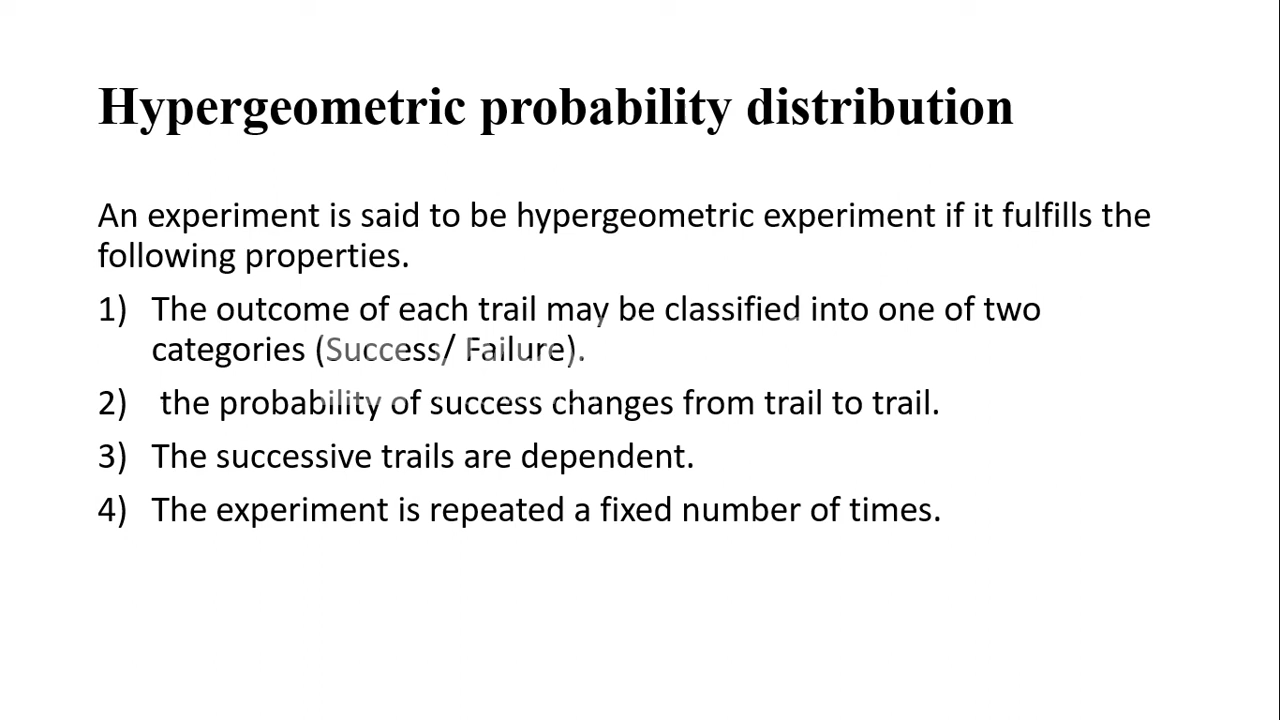 Hypergeometric probability distribution
An experiment is said to be hypergeometric experiment if it fulfills the
following properties.
1) The outcome of each trail may be classified into one of two
categories (Success/ Failure).
2) the probability of success changes from trail to trail.
3) The successive trails are dependent.
4) The experiment is repeated a fixed number of times.